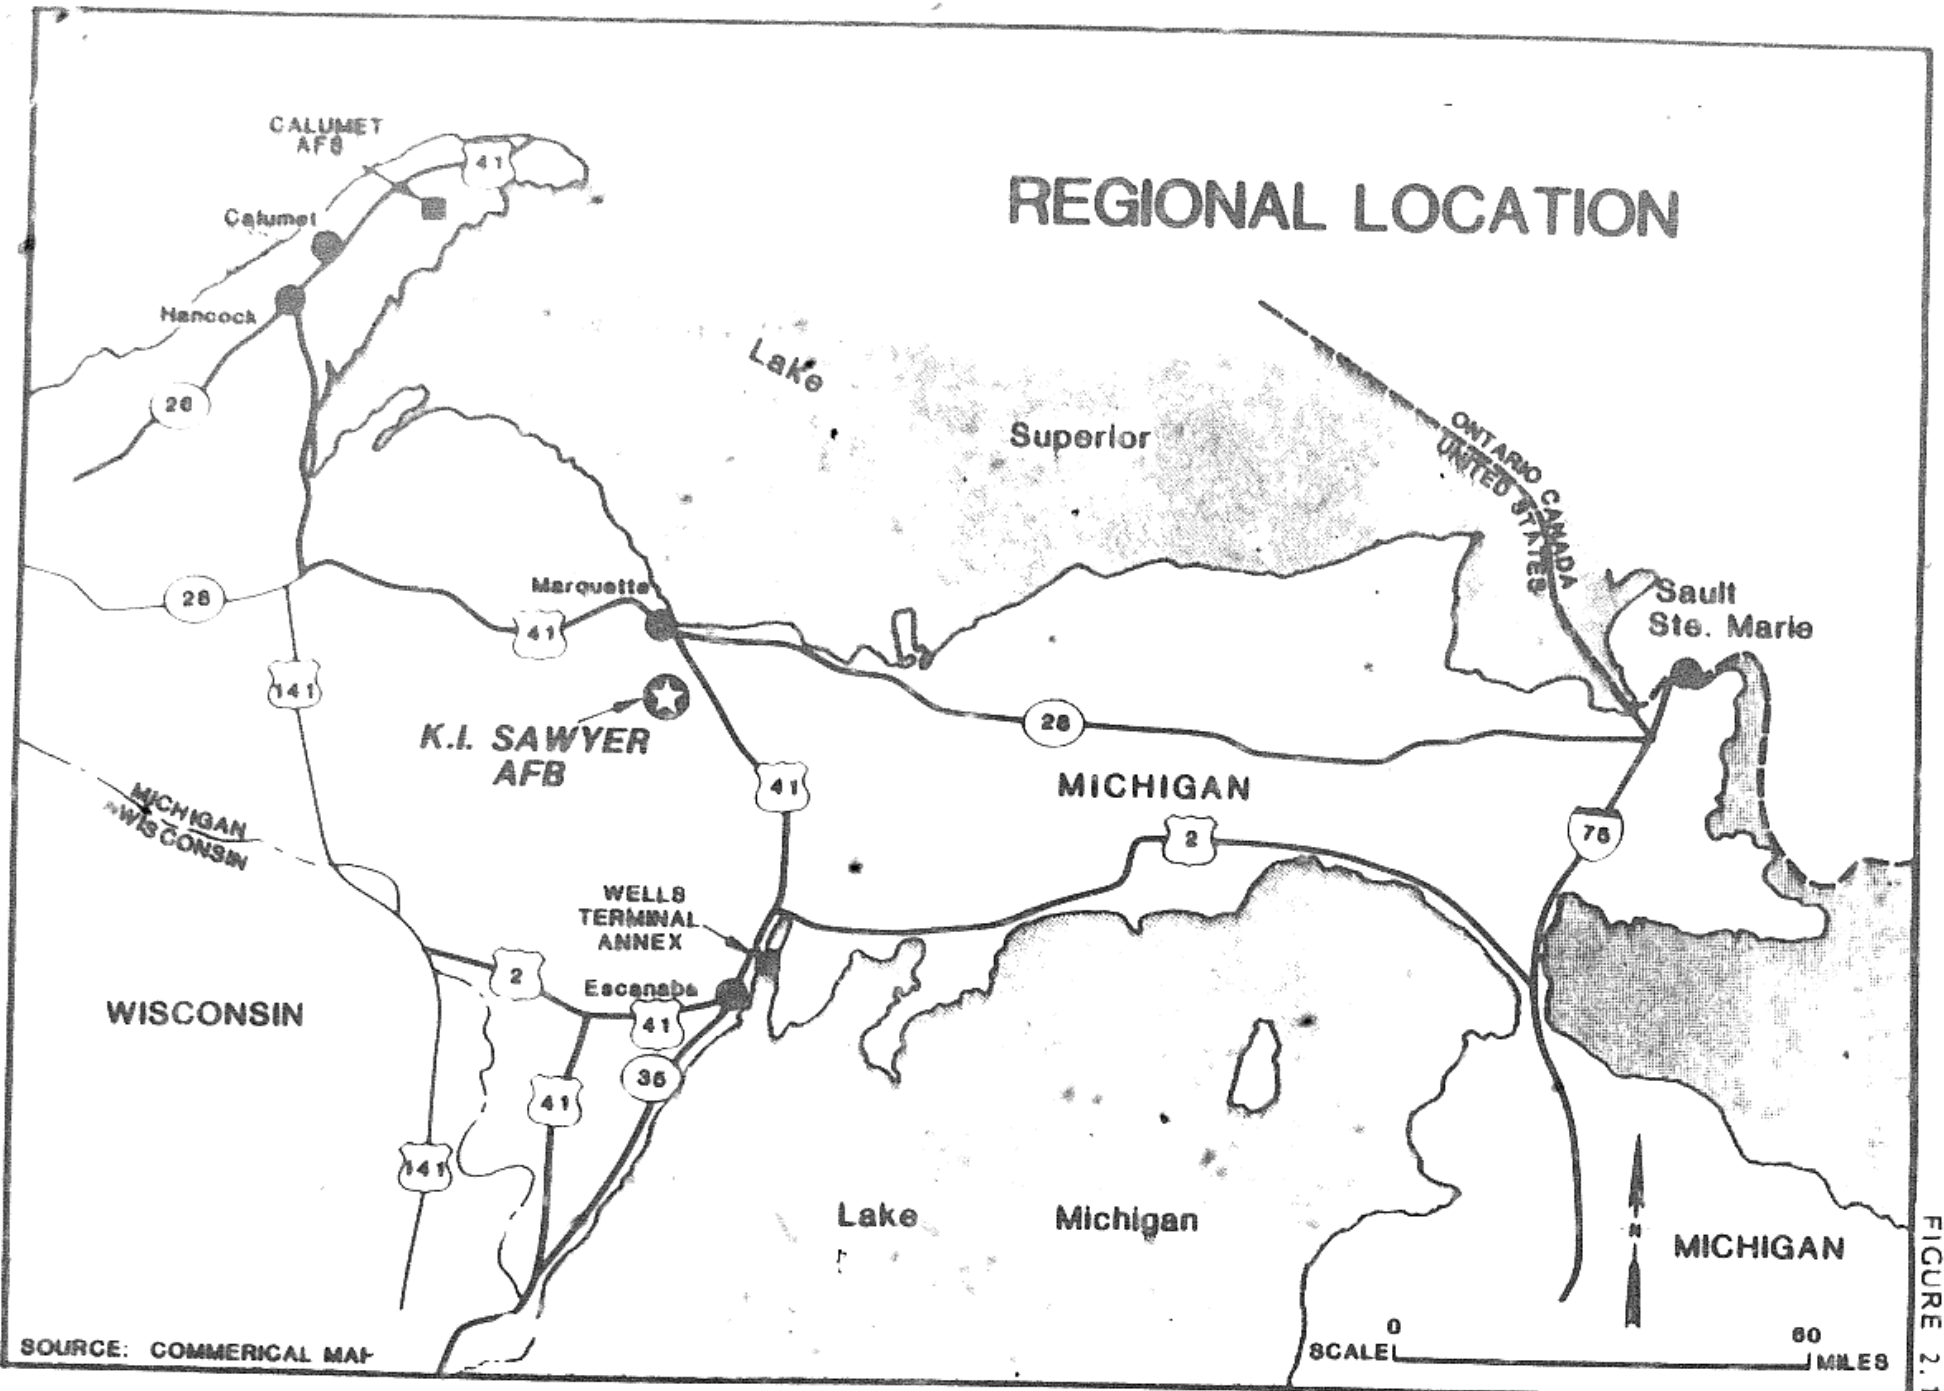 CALUMET
AFS
41
REGIONAL LOCATION
Calumet
Hancock
Lake
26
Superior
ONTARIO CANADA
UNITED STATES
Marquette
28
41
Sault
Ste. Marie
141
K.I. SAWYER
AFB
28
41
MICHIGAN
MICHIGAN
WISCONSIN
2
75
WELLS
TERMINAL
ANNEX
2
Escanaba
41
WISCONSIN
35
41
141
Lake Michigan
N
MICHIGAN
FIGURE 2.1
SOURCE: COMMERICAL MAP
0 60
SCALE MILES